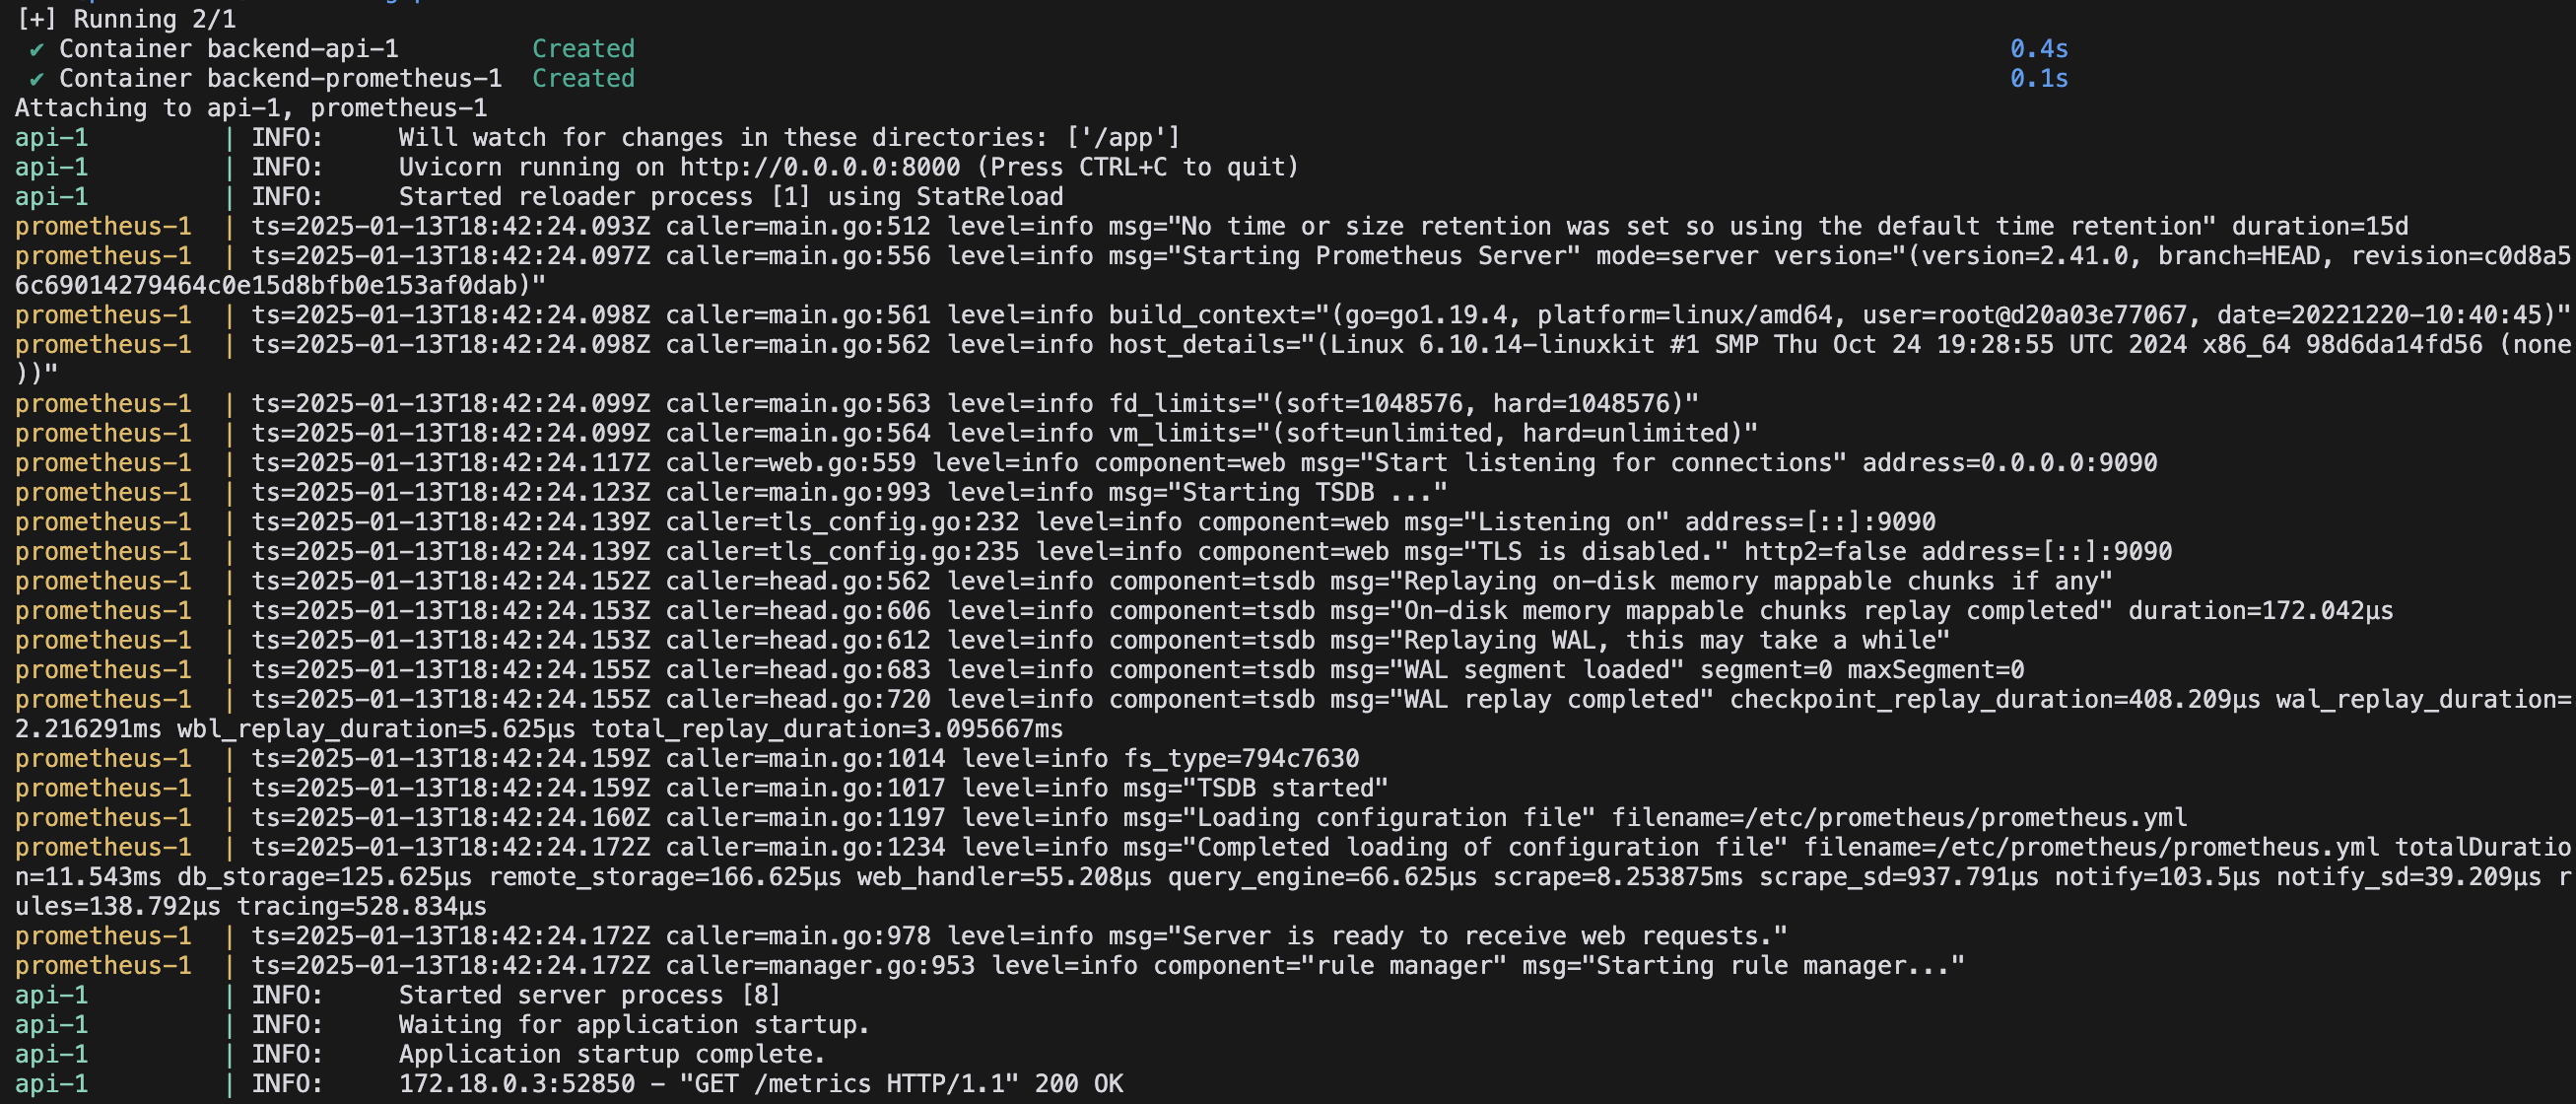 [+] Running 2/1
 ✔ Container backend-api-1         Created                                                                                             0.4s
 ✔ Container backend-prometheus-1  Created                                                                                             0.1s
Attaching to api-1, prometheus-1
api-1         | INFO:     Will watch for changes in these directories: ['/app']
api-1         | INFO:     Uvicorn running on http://0.0.0.0:8000 (Press CTRL+C to quit)
api-1         | INFO:     Started reloader process [1] using StatReload
prometheus-1  | ts=2025-01-13T18:42:24.093Z caller=main.go:512 level=info msg="No time or size retention was set so using the default time retention" duration=15d
prometheus-1  | ts=2025-01-13T18:42:24.097Z caller=main.go:556 level=info msg="Starting Prometheus Server" mode=server version="(version=2.41.0, branch=HEAD, revision=c0d8a5
6c69014279464c0e15d8bfb0e153af0dab)"
prometheus-1  | ts=2025-01-13T18:42:24.098Z caller=main.go:561 level=info build_context="(go=go1.19.4, platform=linux/amd64, user=root@d20a03e77067, date=20221220-10:40:45)"
prometheus-1  | ts=2025-01-13T18:42:24.098Z caller=main.go:562 level=info host_details="(Linux 6.10.14-linuxkit #1 SMP Thu Oct 24 19:28:55 UTC 2024 x86_64 98d6da14fd56 (none
))"
prometheus-1  | ts=2025-01-13T18:42:24.099Z caller=main.go:563 level=info fd_limits="(soft=1048576, hard=1048576)"
prometheus-1  | ts=2025-01-13T18:42:24.099Z caller=main.go:564 level=info vm_limits="(soft=unlimited, hard=unlimited)"
prometheus-1  | ts=2025-01-13T18:42:24.117Z caller=web.go:559 level=info component=web msg="Start listening for connections" address=0.0.0.0:9090
prometheus-1  | ts=2025-01-13T18:42:24.123Z caller=main.go:993 level=info msg="Starting TSDB ..."
prometheus-1  | ts=2025-01-13T18:42:24.139Z caller=tls_config.go:232 level=info component=web msg="Listening on" address=[::]:9090
prometheus-1  | ts=2025-01-13T18:42:24.139Z caller=tls_config.go:235 level=info component=web msg="TLS is disabled." http2=false address=[::]:9090
prometheus-1  | ts=2025-01-13T18:42:24.152Z caller=head.go:562 level=info component=tsdb msg="Replaying on-disk memory mappable chunks if any"
prometheus-1  | ts=2025-01-13T18:42:24.153Z caller=head.go:606 level=info component=tsdb msg="On-disk memory mappable chunks replay completed" duration=172.042µs
prometheus-1  | ts=2025-01-13T18:42:24.153Z caller=head.go:612 level=info component=tsdb msg="Replaying WAL, this may take a while"
prometheus-1  | ts=2025-01-13T18:42:24.155Z caller=head.go:683 level=info component=tsdb msg="WAL segment loaded" segment=0 maxSegment=0
prometheus-1  | ts=2025-01-13T18:42:24.155Z caller=head.go:720 level=info component=tsdb msg="WAL replay completed" checkpoint_replay_duration=408.209µs wal_replay_duration=
2.216291ms wbl_replay_duration=5.625µs total_replay_duration=3.095667ms
prometheus-1  | ts=2025-01-13T18:42:24.159Z caller=main.go:1014 level=info fs_type=794c7630
prometheus-1  | ts=2025-01-13T18:42:24.159Z caller=main.go:1017 level=info msg="TSDB started"
prometheus-1  | ts=2025-01-13T18:42:24.160Z caller=main.go:1197 level=info msg="Loading configuration file" filename=/etc/prometheus/prometheus.yml
prometheus-1  | ts=2025-01-13T18:42:24.172Z caller=main.go:1234 level=info msg="Completed loading of configuration file" filename=/etc/prometheus/prometheus.yml totalDuratio
n=11.543ms db_storage=125.625µs remote_storage=166.625µs web_handler=55.208µs query_engine=66.625µs scrape=8.253875ms scrape_sd=937.791µs notify=103.5µs notify_sd=39.209µs r
ules=138.792µs tracing=528.834µs
prometheus-1  | ts=2025-01-13T18:42:24.172Z caller=main.go:978 level=info msg="Server is ready to receive web requests."
prometheus-1  | ts=2025-01-13T18:42:24.172Z caller=manager.go:953 level=info component="rule manager" msg="Starting rule manager..."
api-1         | INFO:     Started server process [8]
api-1         | INFO:     Waiting for application startup.
api-1         | INFO:     Application startup complete.
api-1         | INFO:     172.18.0.3:52850 - "GET /metrics HTTP/1.1" 200 OK